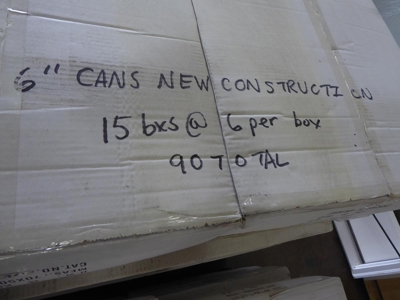 6" CANS NEW CONSTRUCTION
15 bxs @ 6 per box
90 TOTAL